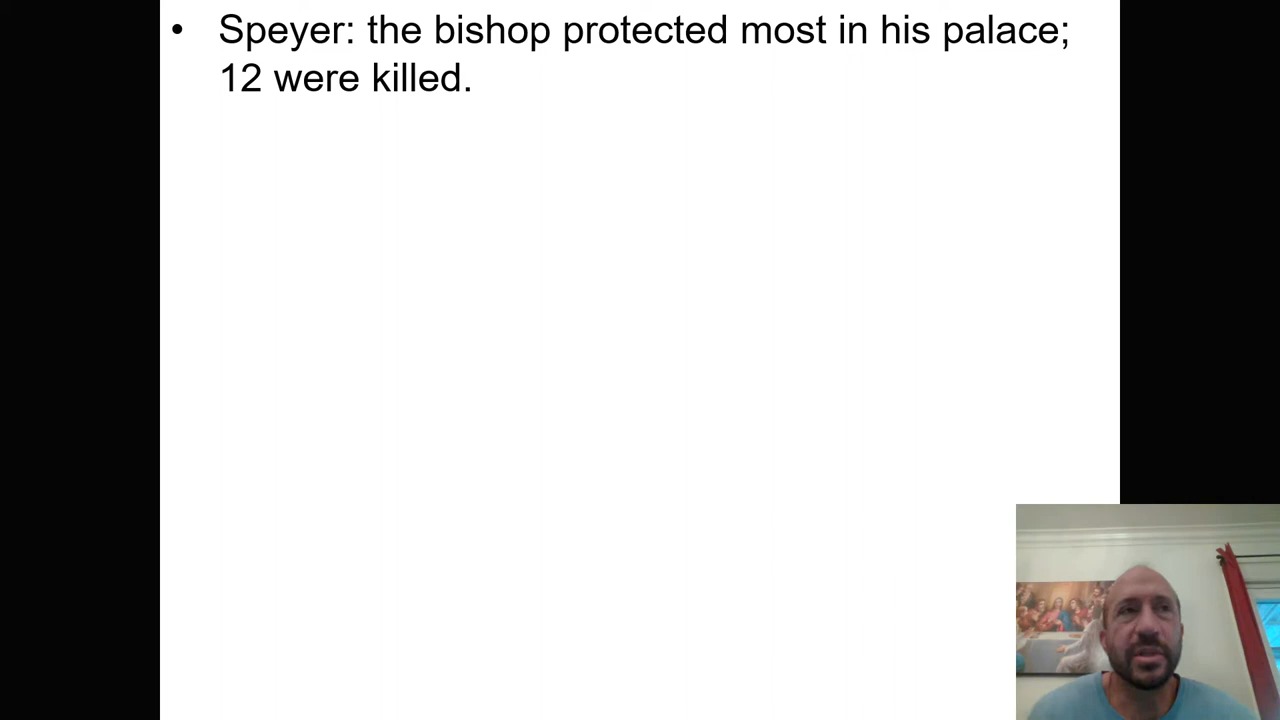 • Speyer: the bishop protected most in his palace;
12 were killed.